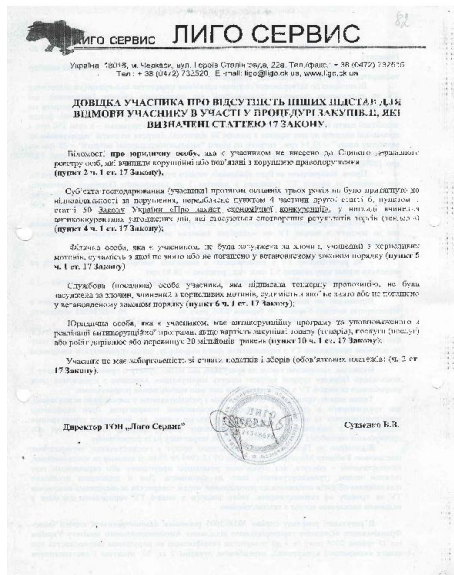 52
ЛИГО СЕРВІС
ЛИГО СЕРВІС
Україна 18018, м. Черкаси, вул. Героїв Сталінграда, 22а. Тел./факс.: + 38 (0472)
Тел.: + 38 (0472) 732520, E-mail: ligo@ligo.ck.ua, www.ligo.ck.ua
ДОВІДКА УЧАСНИКА ПРО ВІДСУТНІСТЬ ІНШИХ ПІДСТАВ ДЛЯ
ВІДМОВИ УЧАСНИКУ В УЧАСТІ У ПРОЦЕДУРІ ЗАКУПІВЛІ, ЯКІ
ВИЗНАЧЕНІ СТАТТЕЮ 17 ЗАКОНУ.
Відомості про юридичну особу, яка є учасником не внесено до Єдиного державного
реєстру осіб, які вчинили корупційні або пов'язані з корупцією правопорушення
(пункт 2 ч. 1 ст. 17 Закону),
Суб'єкта господарювання (учасника) протягом останніх трьох років не було притягнуто до
відповідальності за порушення, передбачене пунктом 4 частини другої статті 6, пунктом 1
статті 50 Закону України «Про захист економічної конкуренції», у вигляді вчинення
антиконкурентних узгоджених дій, які стосуються спотворення результатів торгів (тендерів)
(пункт 4 ч. 1 ст. 17 Закону);
Фізична особа, яка є учасником, не була засуджена за злочин, учинений з корисливих
мотивів, судимість з якої не знято або не погашено у встановленому законом порядку (пункт 5
ч. 1 ст. 17 Закону)
Службова (посадова) особа учасника, яка підписала тендерну пропозицію, не була
засуджена за злочин, вчинений з корисливих мотивів, судимість з якої не знято або не погашено
у встановленому законом порядку (пункт 6 ч. 1 ст. 17 Закону);
Юридична особа, яка є учасником, має антикорупційну програму та уповноваженого з
реалізації антикорупційної програми, якщо вартість закупівлі товару (товарів), послуги (послуг)
або робіт дорівнює або перевищує 20 мільйонів гривень (пункт 10 ч. 1 ст. 17 Закону);
Учасник не має заборгованості зі сплати податків і зборів (обов'язкових платежів) (ч. 2 ст
17 Закону).
Директор ТОВ „Лиго Сервіс"
В.В.
ЛИГО
СЕРВІС